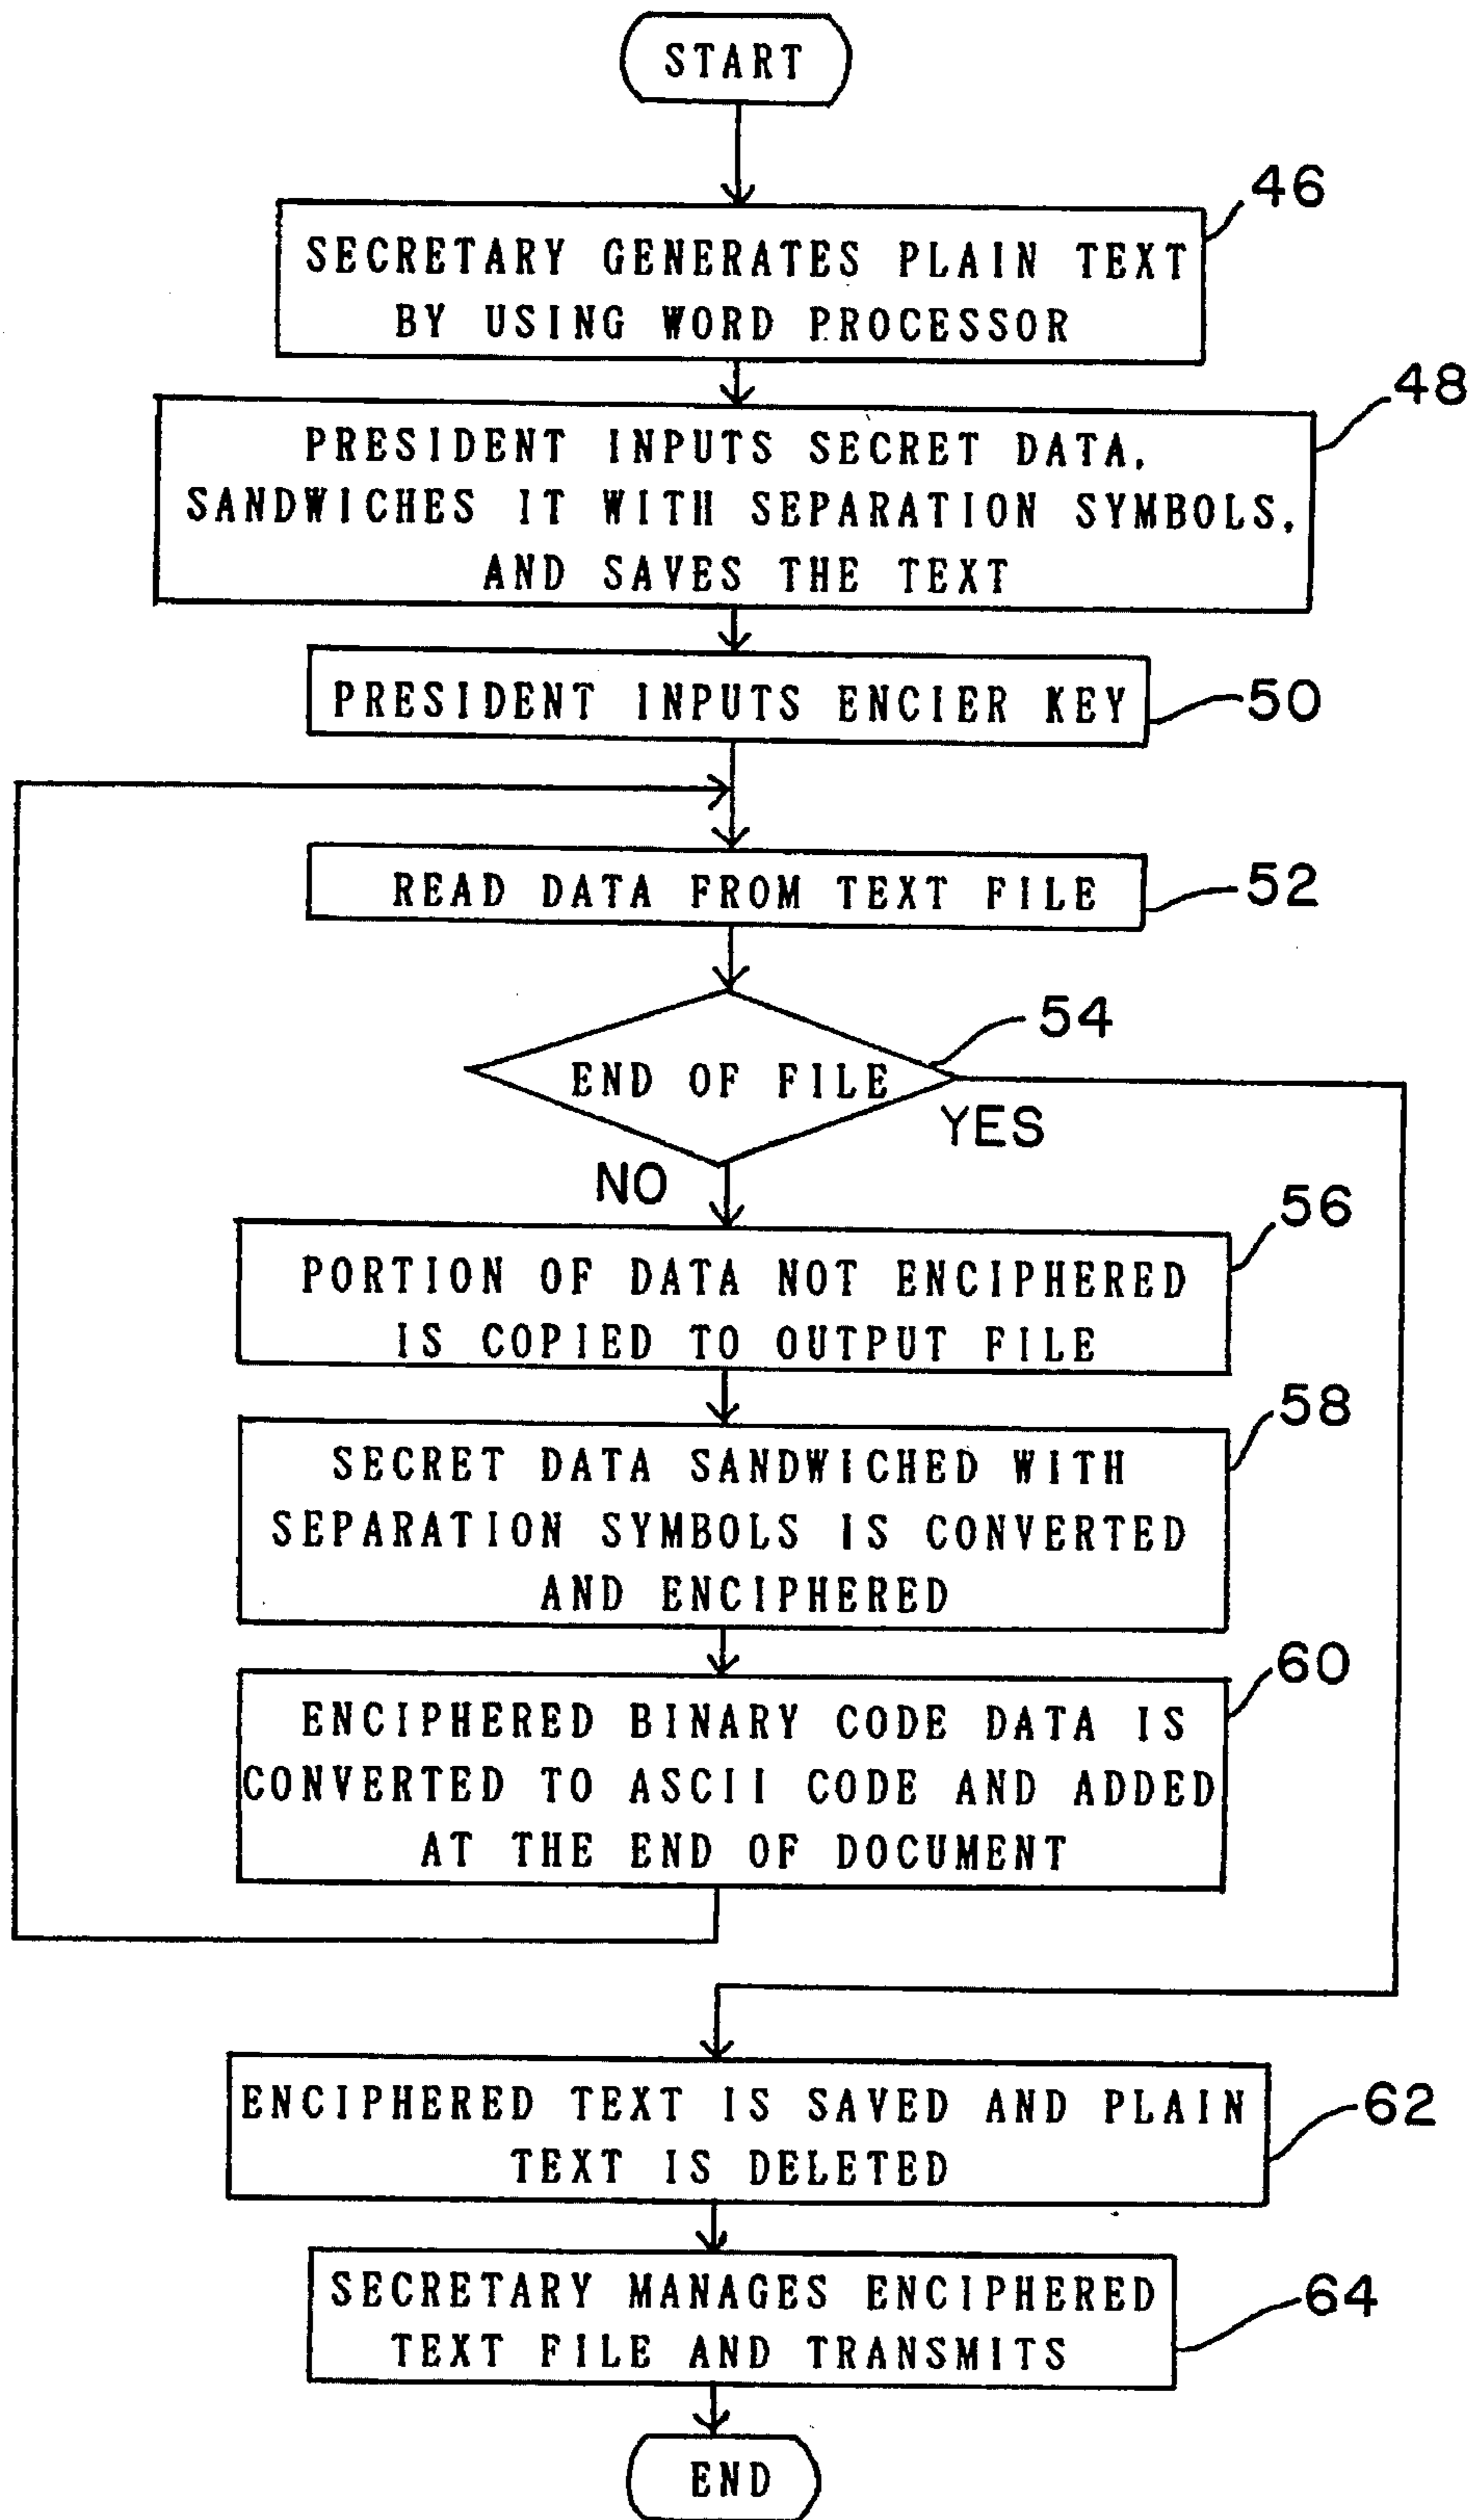 START
46
SECRETARY GENERATES PLAIN TEXT
BY USING WORD PROCESSOR
48
PRESIDENT INPUTS SECRET DATA,
SANDWICHES IT WITH SEPARATION SYMBOLS,
AND SAVES THE TEXT
PRESIDENT INPUTS ENCIER KEY
50
READ DATA FROM TEXT FILE
52
54
END OF FILE
YES
NO
56
PORTION OF DATA NOT ENCIPHERED
IS COPIED TO OUTPUT FILE
58
SECRET DATA SANDWICHED WITH
SEPARATION SYMBOLS IS CONVERTED
AND ENCIPHERED
60
ENCIPHERED BINARY CODE DATA IS
CONVERTED TO ASCII CODE AND ADDED
AT THE END OF DOCUMENT
ENCIPHERED TEXT IS SAVED AND PLAIN
TEXT IS DELETED
62
SECRETARY MANAGES ENCIPHERED
TEXT FILE AND TRANSMITS
64
END